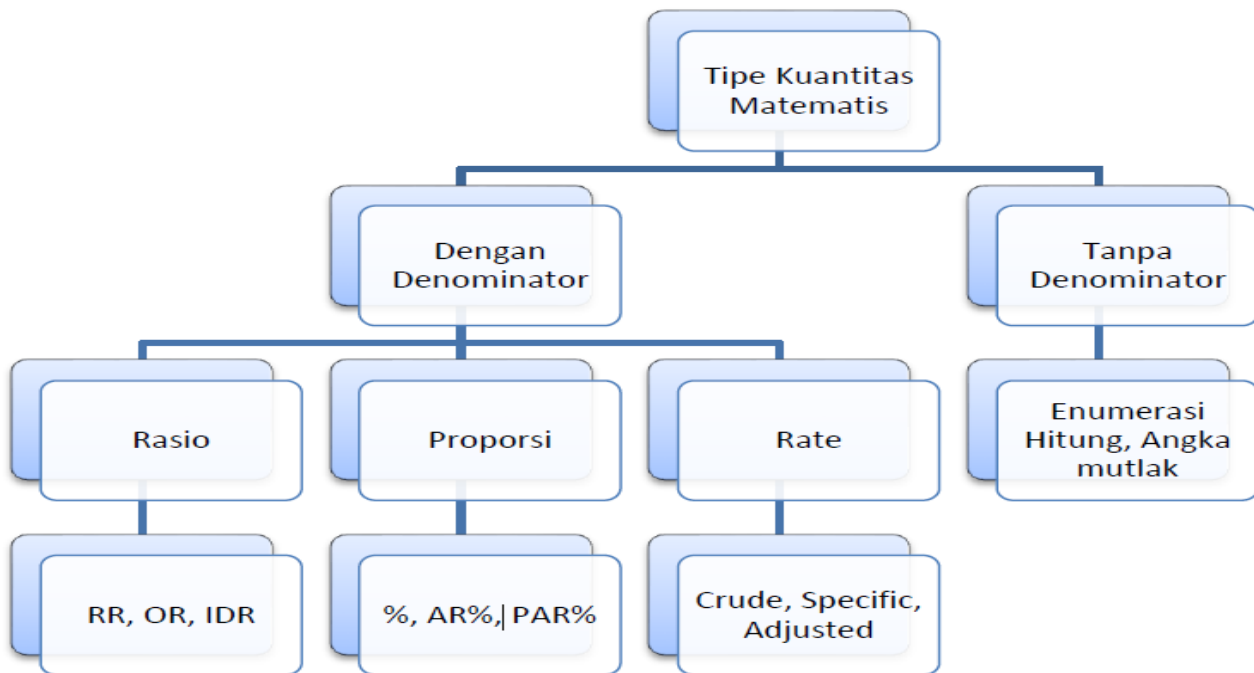 Tipe Kuantitas
Matematis
Dengan
Denominator
Tanpa
Denominator
Rasio
Proporsi
Rate
Enumerasi
Hitung, Angka
mutlak
RR, OR, IDR
%, AR%, PAR%
Crude, Specific,
Adjusted